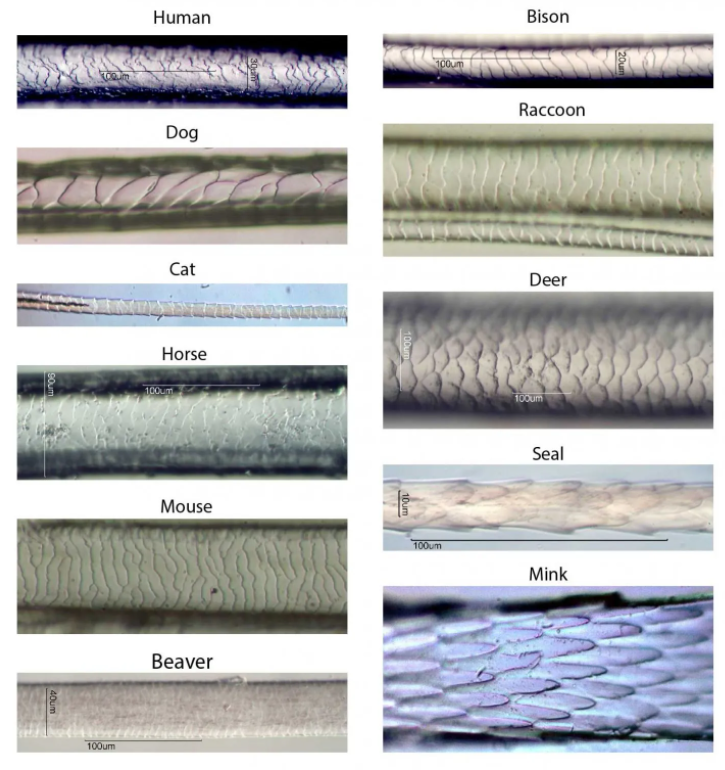 Human
100um
30um
Dog
Cat
Horse
90um
100um
Mouse
Beaver
40um
100um
Bison
100um
20um
Raccoon
Deer
100um
100um
Seal
10um
100um
Mink